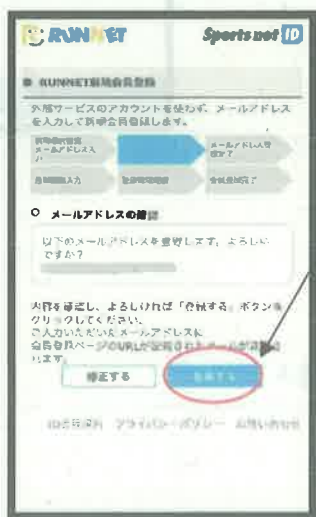 RUNNET
Sports net ID
RUNNET新規会員登録
外部サービスのアカウントを使わず、メールアドレス
を入力して新規会員登録します。
メールアドレスの確認
以下のメールアドレスを登録します。よろしい
ですか?
内容を確認し、よろしければ「登録する」ボタンを
クリックしてください。
ご入力いただいたメールアドレスに
会員登録ページのURLが記載されたメールが送信さ
れます。
修正する
登録する
プライバシーポリシー
お問い合わせ